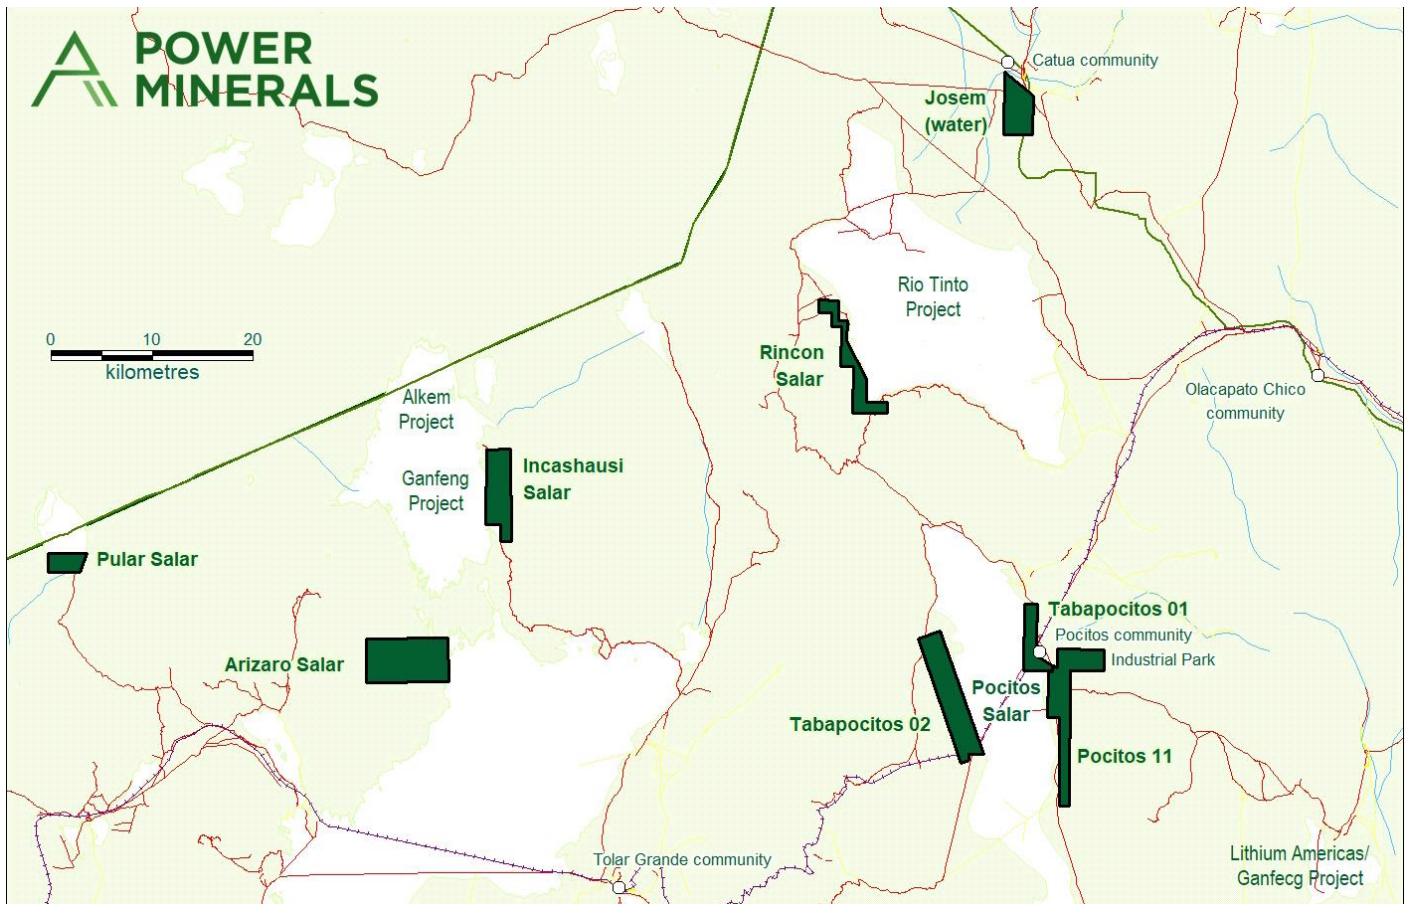 POWER
MINERALS
Catua community
Josem
(water)
Rio Tinto
Project
0 10 20
kilometres
Rincon
Salar
Olacapato Chico
community
Alkem
Project
Ganfeng
Project
Incashausi
Salar
Pular Salar
Tabapocitos 01
Pocitos community
Industrial Park
Arizaro Salar
Pocitos
Salar
Tabapocitos 02
Pocitos 11
Tolar Grande community
Lithium Americas/
Ganfecg Project